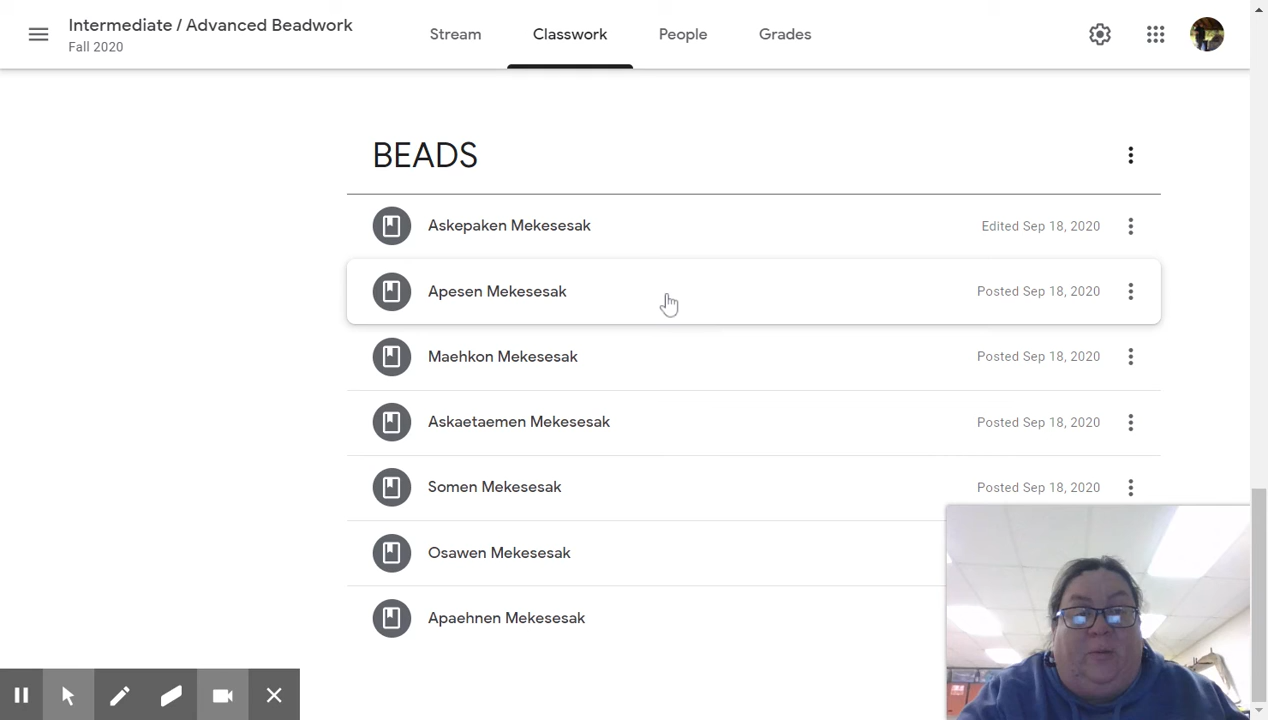 Intermediate / Advanced Beadwork
Fall 2020
Stream
Classwork
People
Grades
BEADS
Askepaken Mekesesak
Edited Sep 18, 2020
Apesen Mekesesak
Posted Sep 18, 2020
Maehkon Mekesesak
Posted Sep 18, 2020
Askaetaemen Mekesesak
Posted Sep 18, 2020
Somen Mekesesak
Posted Sep 18, 2020
Osawen Mekesesak
Apaehnen Mekesesak